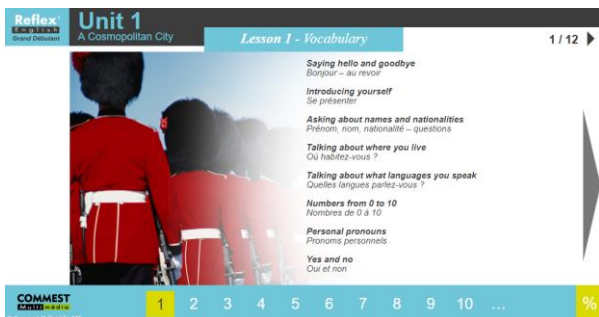 Reflex'
English
Grand Débutant
Unit 1
A Cosmopolitan City
Lesson 1 - Vocabulary
1 / 12
Saying hello and goodbye
Bonjour – au revoir
Introducing yourself
Se présenter
Asking about names and nationalities
Prénom, nom, nationalité – questions
Talking about where you live
Où habitez-vous ?
Talking about what languages you speak
Quelles langues parlez-vous ?
Numbers from 0 to 10
Nombres de 0 à 10
Personal pronouns
Pronoms personnels
Yes and no
Oui et non
COMMEST
Multimédia
1 2 3 4 5 6 7 8 9 10 ... %